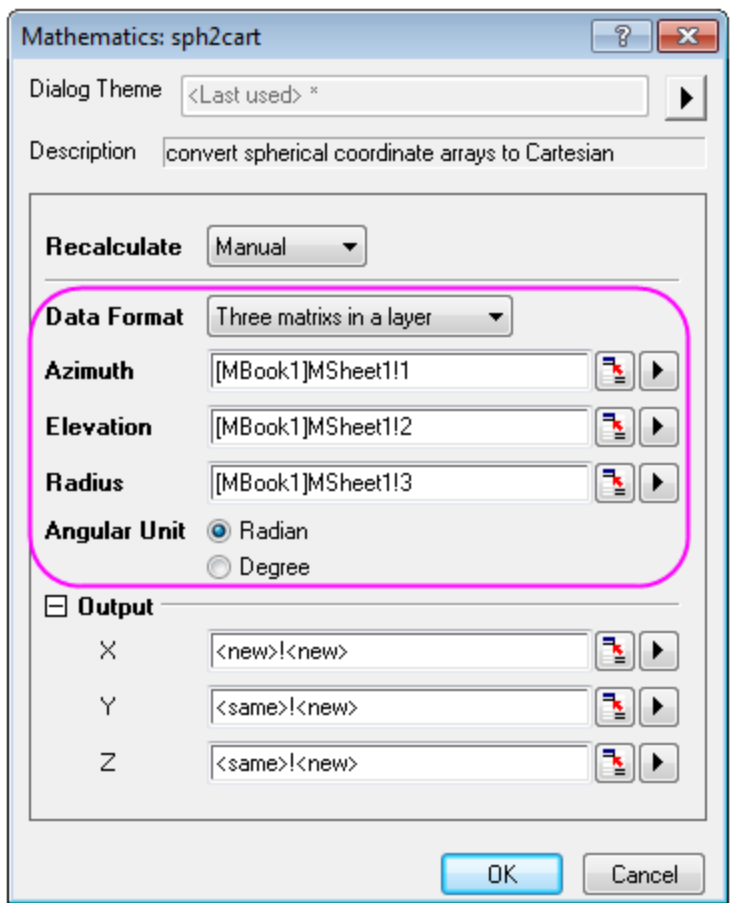 Mathematics: sph2cart
Dialog Theme <Last used> *
Description convert spherical coordinate arrays to Cartesian
Recalculate Manual
Data Format Three matrixs in a layer
Azimuth [MBook1]MSheet1!1
Elevation [MBook1]MSheet1!2
Radius [MBook1]MSheet1!3
Angular Unit Radian
Degree
Output
X <new>!<new>
Y <same>!<new>
Z <same>!<new>
OK Cancel